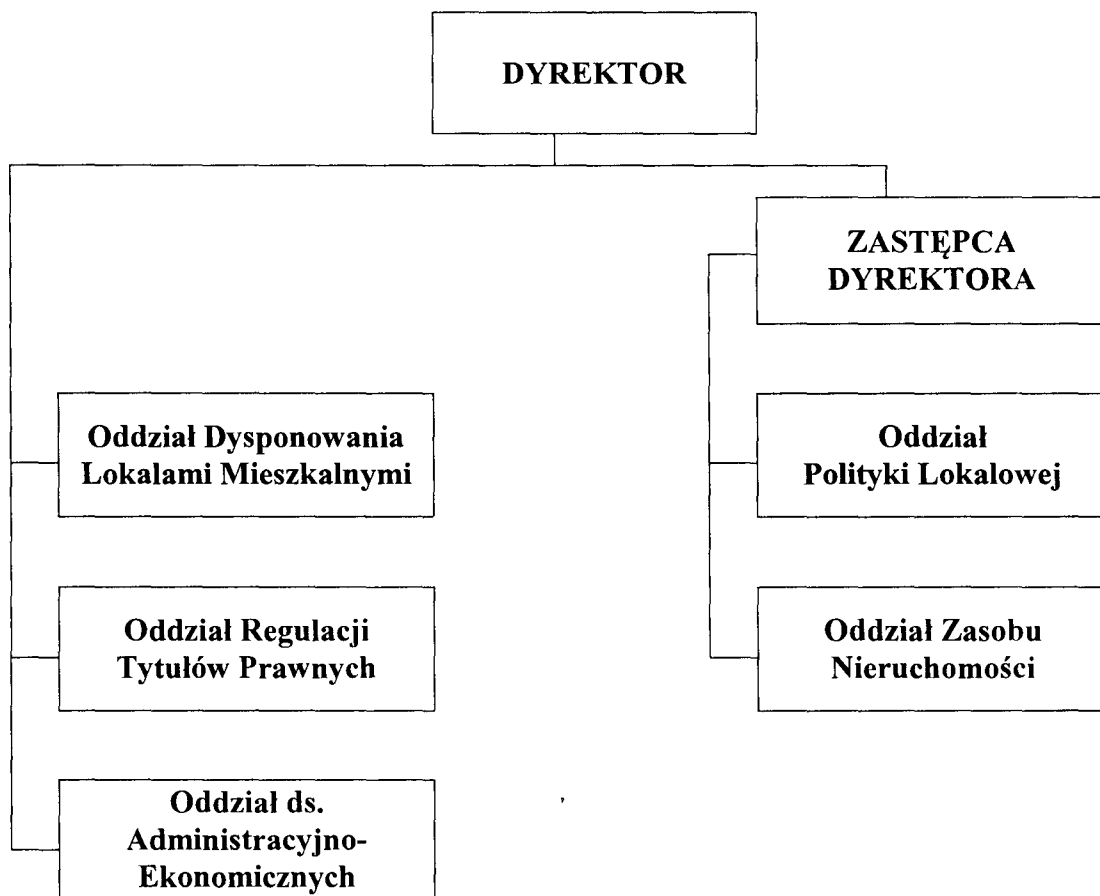 DYREKTOR
ZASTĘPCA
DYREKTORA
Oddział Dysponowania
Lokalami Mieszkalnymi
Oddział
Polityki Lokalowej
Oddział Regulacji
Tytułów Prawnych
Oddział Zasobu
Nieruchomości
Oddział ds.
Administracyjno-
Ekonomicznych